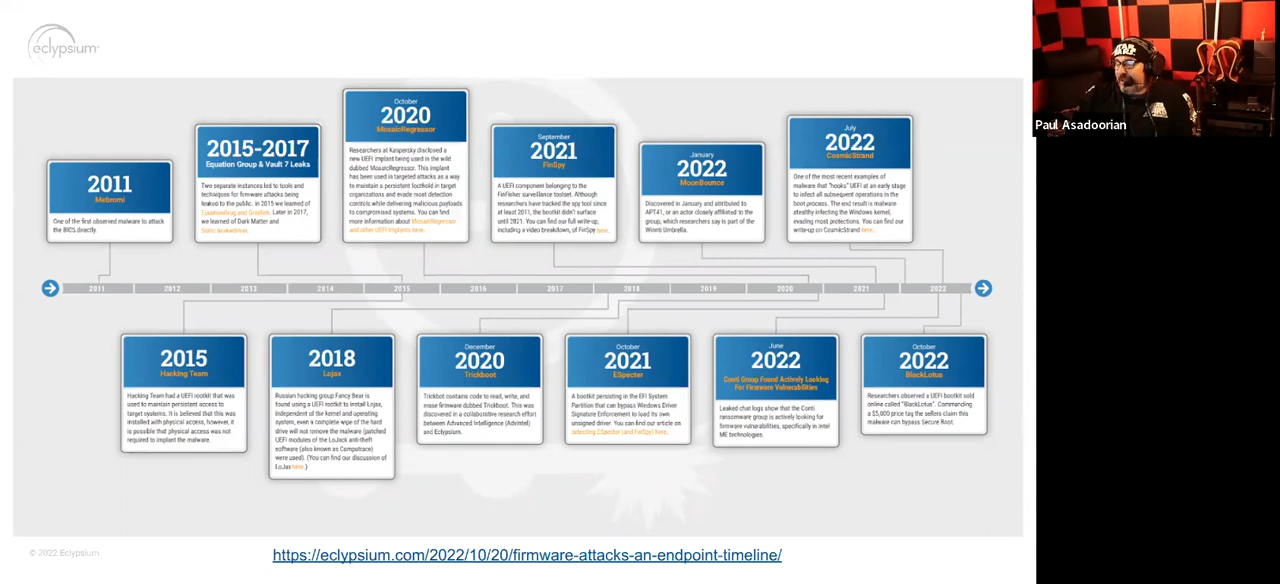 eclypsium
2011
Mebromi
One of the first observed malware to attack
the BIOS directly.
2015-2017
Equation Group & Vault 7 Leaks
Two separate instances led to tools and
techniques for firmware attacks being
leaked to the public. In 2015 we learned of
EquationDrug and Grayfish. Later in 2017,
we learned of Dark Matter and
Sonic Screwdriver.
October
2020
MosaicRegressor
Researchers at Kaspersky disclosed a
new UEFI implant being used in the wild
dubbed MosaicRegressor. This implant
has been used in targeted attacks as a way
to maintain a persistent foothold in target
organizations and evade most detection
controls while delivering malicious payloads
to compromised systems. You can find
more information about MosaicRegressor
and other UEFI implants here.
September
2021
FinSpy
A UEFI component belonging to the
FinFisher surveillance toolset. Although
researchers have tracked the spy tool since
at least 2011, the bootkit didn't surface
until 2021. You can find our full write-up,
including a video breakdown, of FinSpy here.
January
2022
MoonBounce
Discovered in January and attributed to
APT41, or an actor closely affiliated to the
group, which researchers say is part of the
Winnti Umbrella.
July
2022
CosmicStrand
One of the most recent examples of
malware that "hooks" UEFI at an early stage
to infect all subsequent operations in the
boot process. The end result is malware
stealthily infecting the Windows kernel,
evading most protections. You can find our
write-up on CosmicStrand here.
2011 2012 2013 2014 2015 2016 2017 2018 2019 2020 2021 2022
2015
Hacking Team
Hacking Team had a UEFI rootkit that was
used to maintain persistent access to
target systems. It is believed that this was
installed with physical access, however, it
is possible that physical access was not
required to implant the malware.
2018
Lojax
Russian hacking group Fancy Bear is
found using a UEFI rootkit to install Lojax,
independent of the kernel and operating
system, even a complete wipe of the hard
drive will not remove the malware (patched
UEFI modules of the LoJack anti-theft
software (also known as Computrace)
were used). (You can find our discussion of
LoJax here.)
December
2020
Trickboot
Trickbot contains code to read, write, and
erase firmware dubbed Trickboot. This was
discovered in a collaborative research effort
between Advanced Intelligence (AdvIntel)
and Eclypsium.
October
2021
ESpecter
A bootkit persisting in the EFI System
Partition that can bypass Windows Driver
Signature Enforcement to load its own
unsigned driver. You can find our article on
detecting ESpecter (and FinSpy) here.
June
2022
Conti Group Found Actively Looking
For Firmware Vulnerabilities
Leaked chat logs show that the Conti
ransomware group is actively looking for
firmware vulnerabilities, specifically in Intel
ME technologies.
October
2022
BlackLotus
Researchers observed a UEFI bootkit sold
online called "BlackLotus". Commanding
a $5,000 price tag the sellers claim this
malware can bypass Secure Boot.
© 2022 Eclypsium
https://eclypsium.com/2022/10/20/firmware-attacks-an-endpoint-timeline/
STAR
WARS
Paul Asadoorian